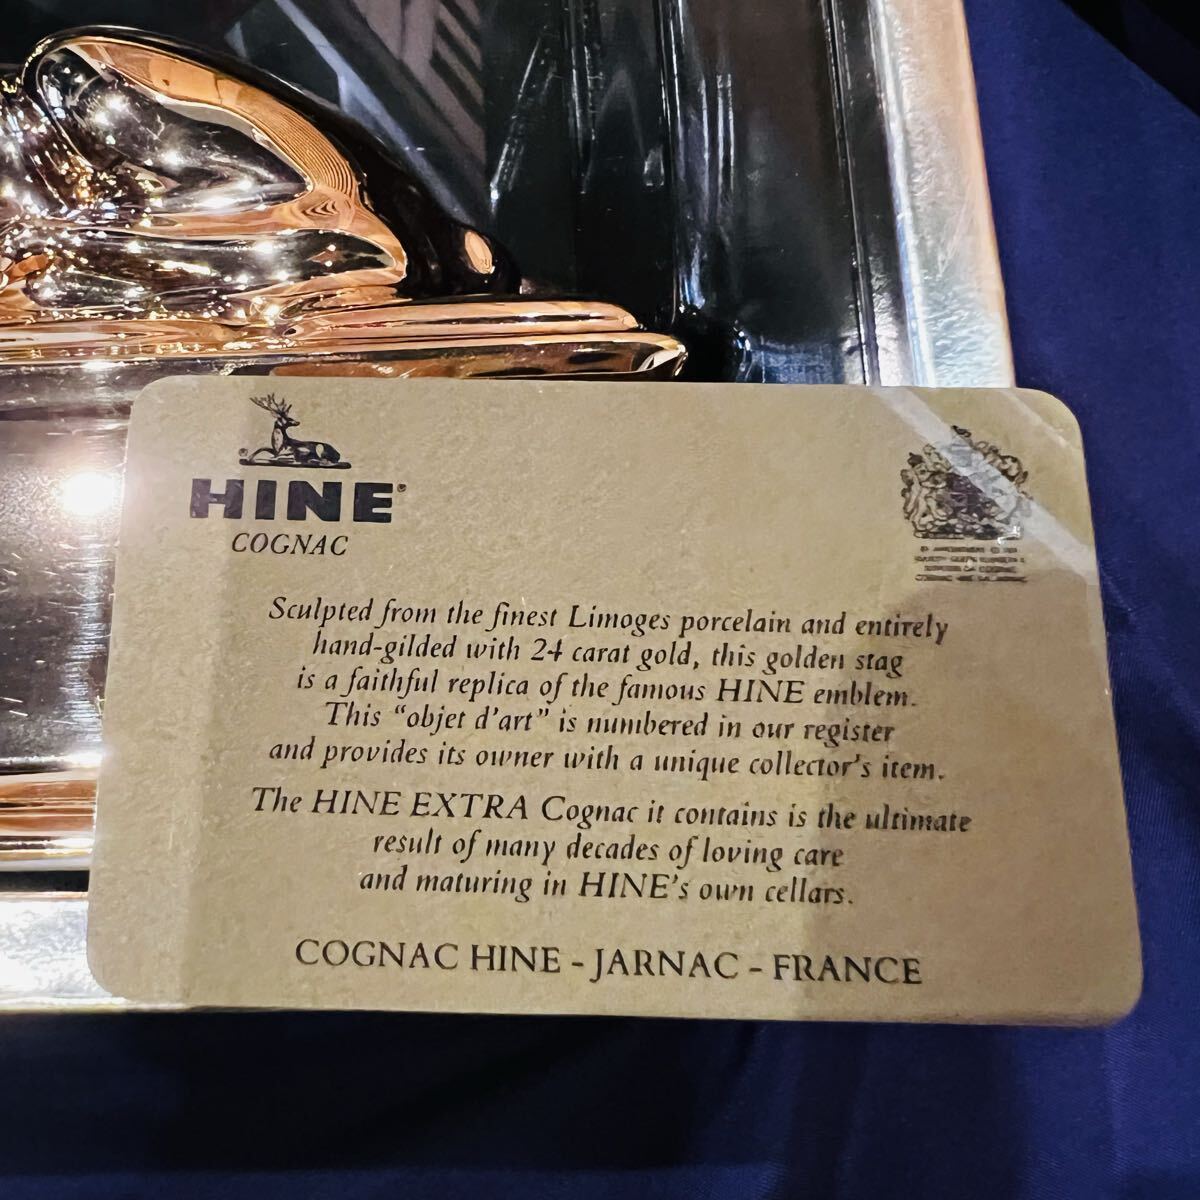 HINE®
COGNAC
Sculpted from the finest Limoges porcelain and entirely
hand-gilded with 24 carat gold, this golden stag
is a faithful replica of the famous HINE emblem.
This “objet d’art” is numbered in our register
and provides its owner with a unique collector’s item.
The HINE EXTRA Cognac it contains is the ultimate
result of many decades of loving care
and maturing in HINE’s own cellars.
COGNAC HINE - JARNAC - FRANCE